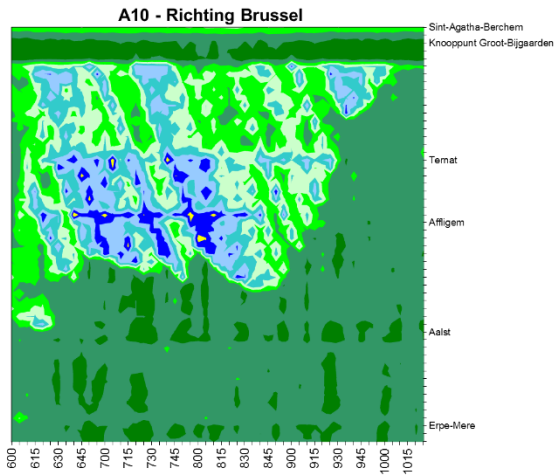 A10 - Richting Brussel
Sint-Agatha-Berchem
Knooppunt Groot-Bijgaarden
Ternat
Affligem
Aalst
Erpe-Mere
600 615 630 645 700 715 730 745 800 815 830 845 900 915 930 945 1000 1015